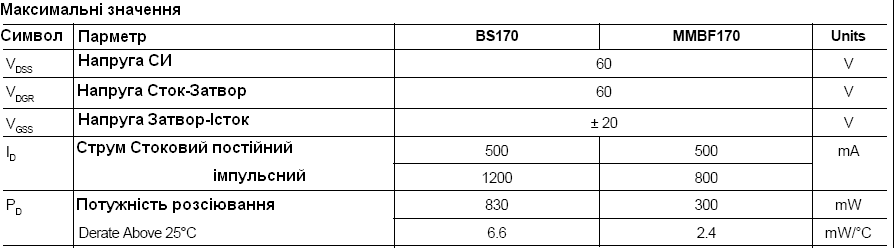 Максимальні значення
Символ Парметр BS170 MMBF170 Units
VDSS Напруга СИ 60 V
VDGR Напруга Сток-Затвор 60 V
VGSS Напруга Затвор-Істок ± 20 V
ID Струм Стоковий постійний 500 500 mA
імпульсний 1200 800
PD Потужність розсіювання 830 300 mW
Derate Above 25°C 6.6 2.4 mW/°C